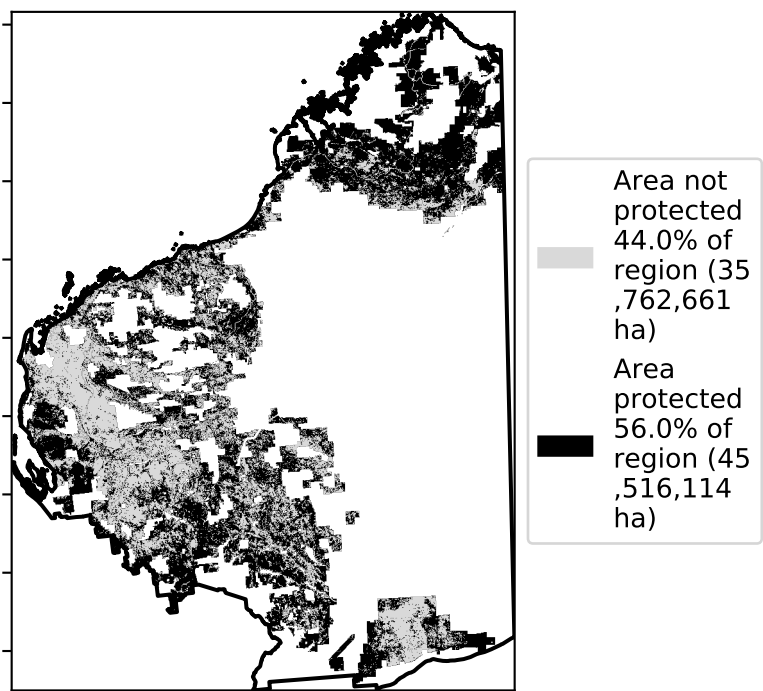 Area not
protected
44.0% of
region (35
,762,661
ha)
Area
protected
56.0% of
region (45
,516,114
ha)